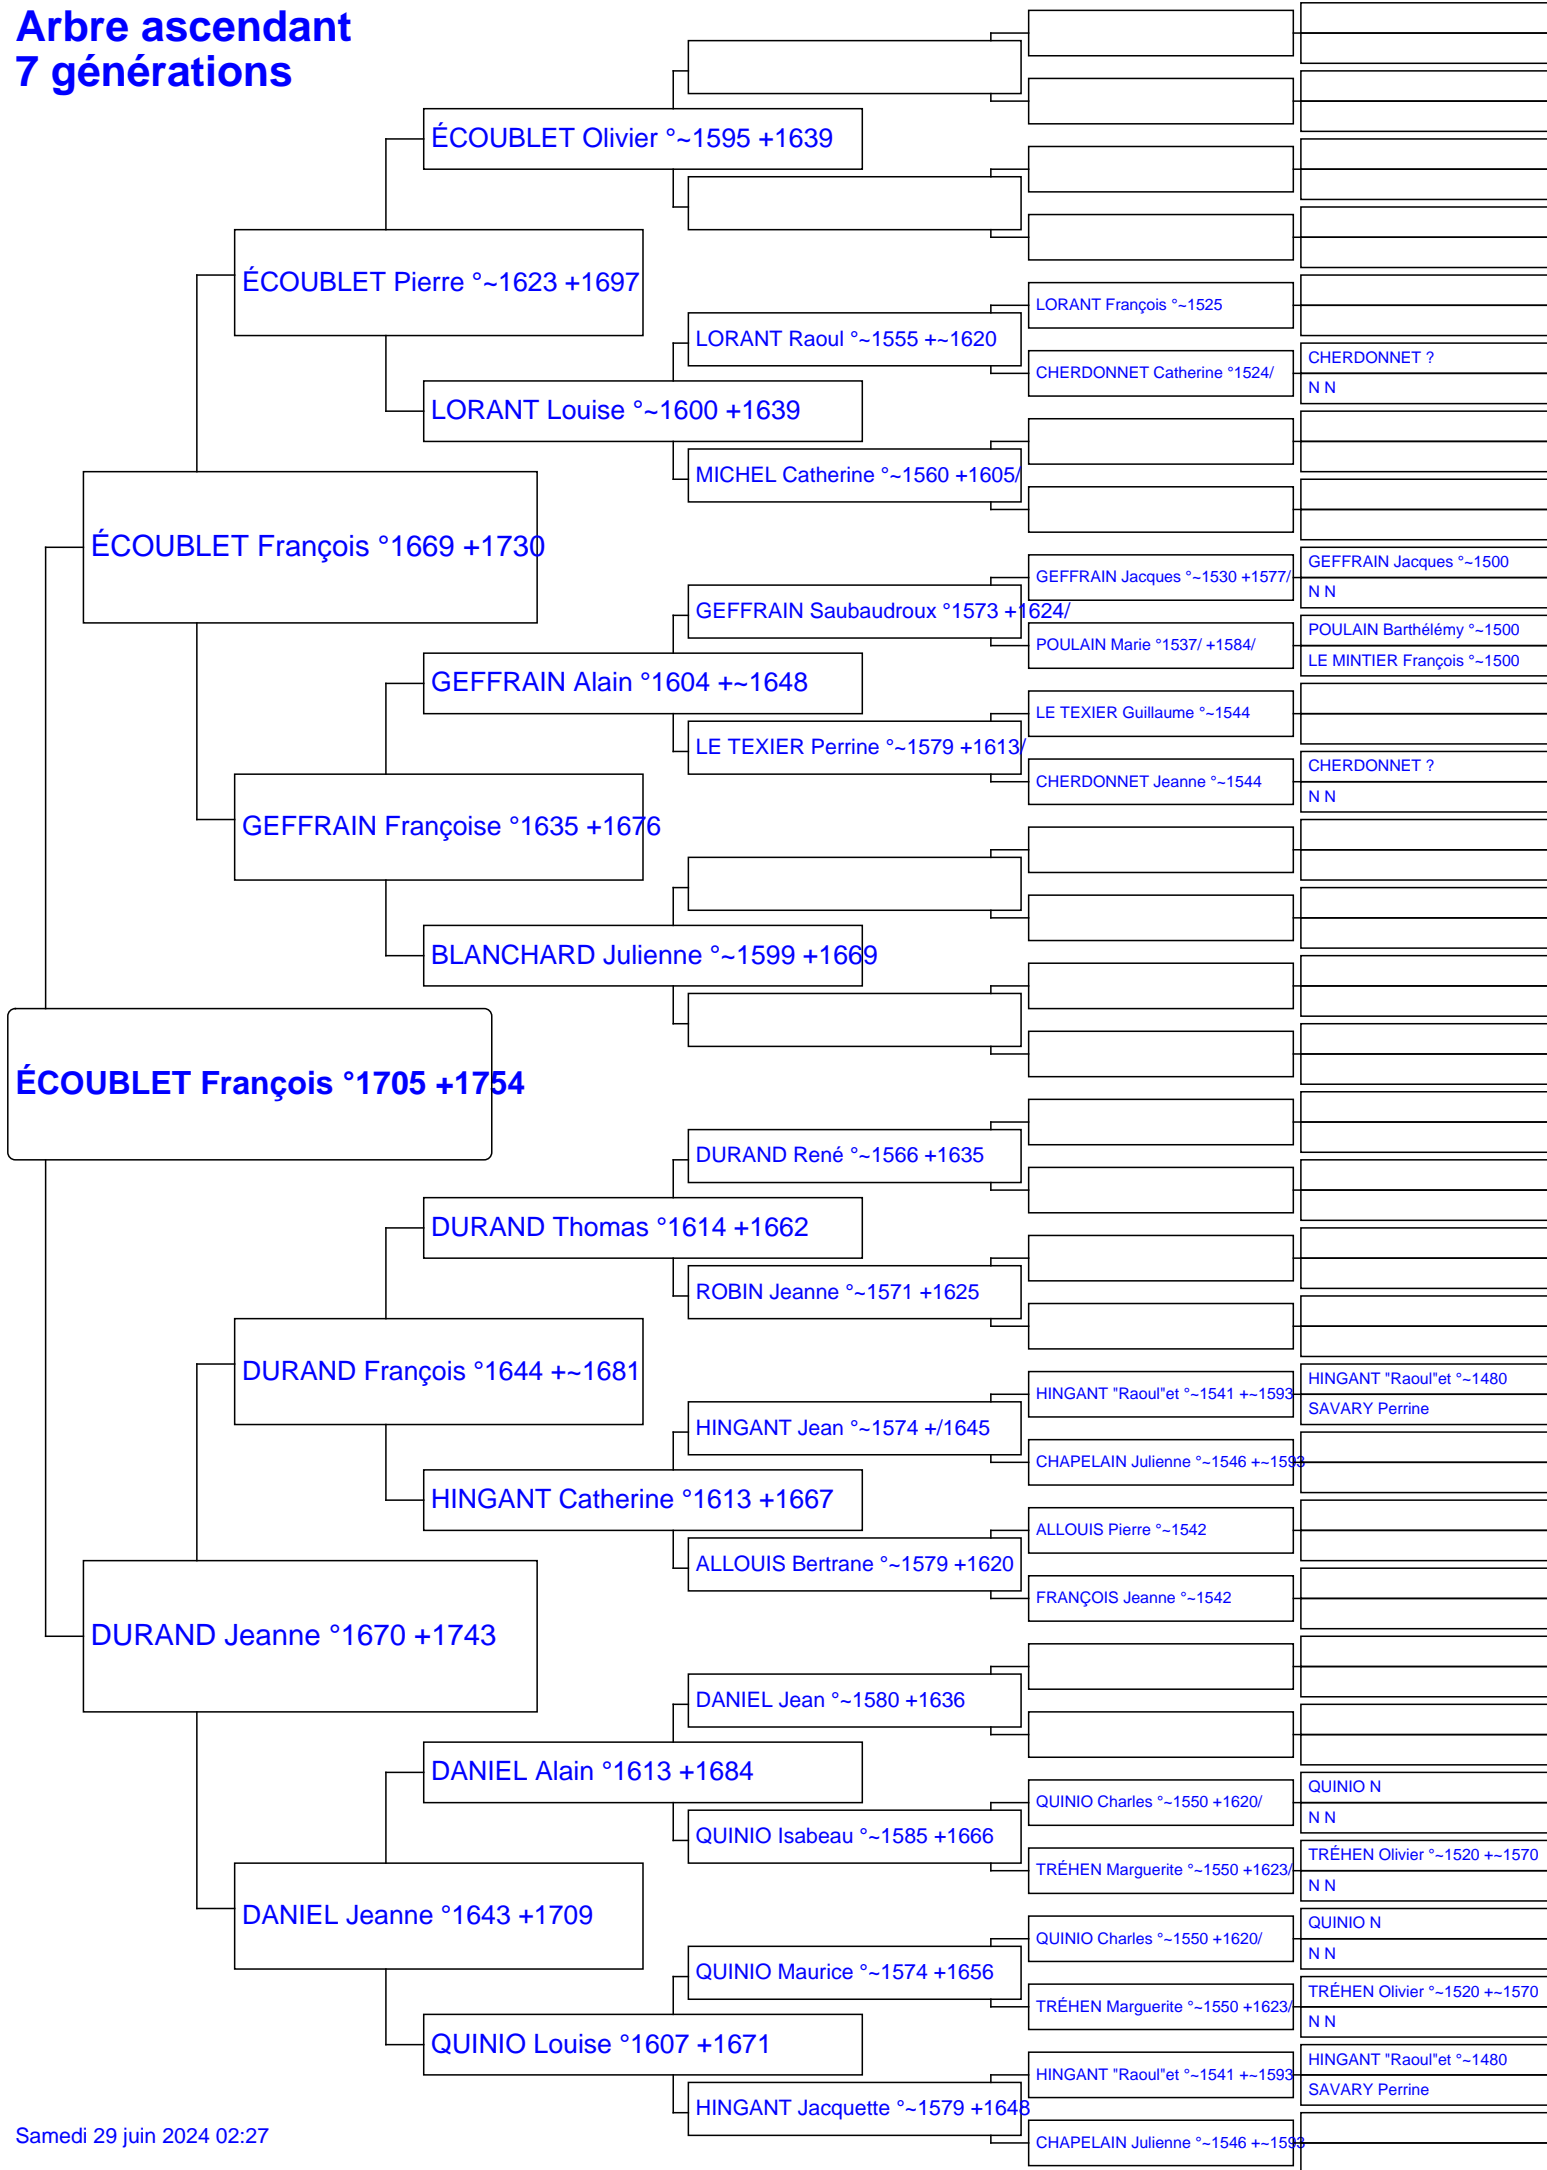 Arbre ascendant
7 générations
ÉCOUBLET Olivier °~1595 +1639
ÉCOUBLET Pierre °~1623 +1697
LORANT François °~1525
LORANT Raoul °~1555 +~1620
CHERDONNET ?
CHERDONNET Catherine °1524/
N N
LORANT Louise °~1600 +1639
MICHEL Catherine °~1560 +1605/
ÉCOUBLET François °1669 +1730
GEFFRAIN Jacques °~1500
GEFFRAIN Jacques °~1530 +1577/
N N
GEFFRAIN Saubaudroux °1573 +1624/
POULAIN Barthélémy °~1500
POULAIN Marie °1537/ +1584/
LE MINTIER François °~1500
GEFFRAIN Alain °1604 +~1648
LE TEXIER Guillaume °~1544
LE TEXIER Perrine °~1579 +1613/
CHERDONNET ?
CHERDONNET Jeanne °~1544
N N
GEFFRAIN Françoise °1635 +1676
BLANCHARD Julienne °~1599 +1669
ÉCOUBLET François °1705 +1754
DURAND René °~1566 +1635
DURAND Thomas °1614 +1662
ROBIN Jeanne °~1571 +1625
DURAND François °1644 +~1681
HINGANT "Raoul"et °~1480
HINGANT "Raoul"et °~1541 +~1593
SAVARY Perrine
HINGANT Jean °~1574 +/1645
CHAPELAIN Julienne °~1546 +~1593
HINGANT Catherine °1613 +1667
ALLOUIS Pierre °~1542
ALLOUIS Bertrane °~1579 +1620
FRANÇOIS Jeanne °~1542
DURAND Jeanne °1670 +1743
DANIEL Jean °~1580 +1636
DANIEL Alain °1613 +1684
QUINIO N
QUINIO Charles °~1550 +1620/
N N
QUINIO Isabeau °~1585 +1666
TRÉHEN Olivier °~1520 +~1570
TRÉHEN Marguerite °~1550 +1623/
N N
DANIEL Jeanne °1643 +1709
QUINIO N
QUINIO Charles °~1550 +1620/
N N
QUINIO Maurice °~1574 +1656
TRÉHEN Olivier °~1520 +~1570
TRÉHEN Marguerite °~1550 +1623/
N N
QUINIO Louise °1607 +1671
HINGANT "Raoul"et °~1480
HINGANT "Raoul"et °~1541 +~1593
SAVARY Perrine
HINGANT Jacquette °~1579 +1648
CHAPELAIN Julienne °~1546 +~1593
Samedi 29 juin 2024 02:27